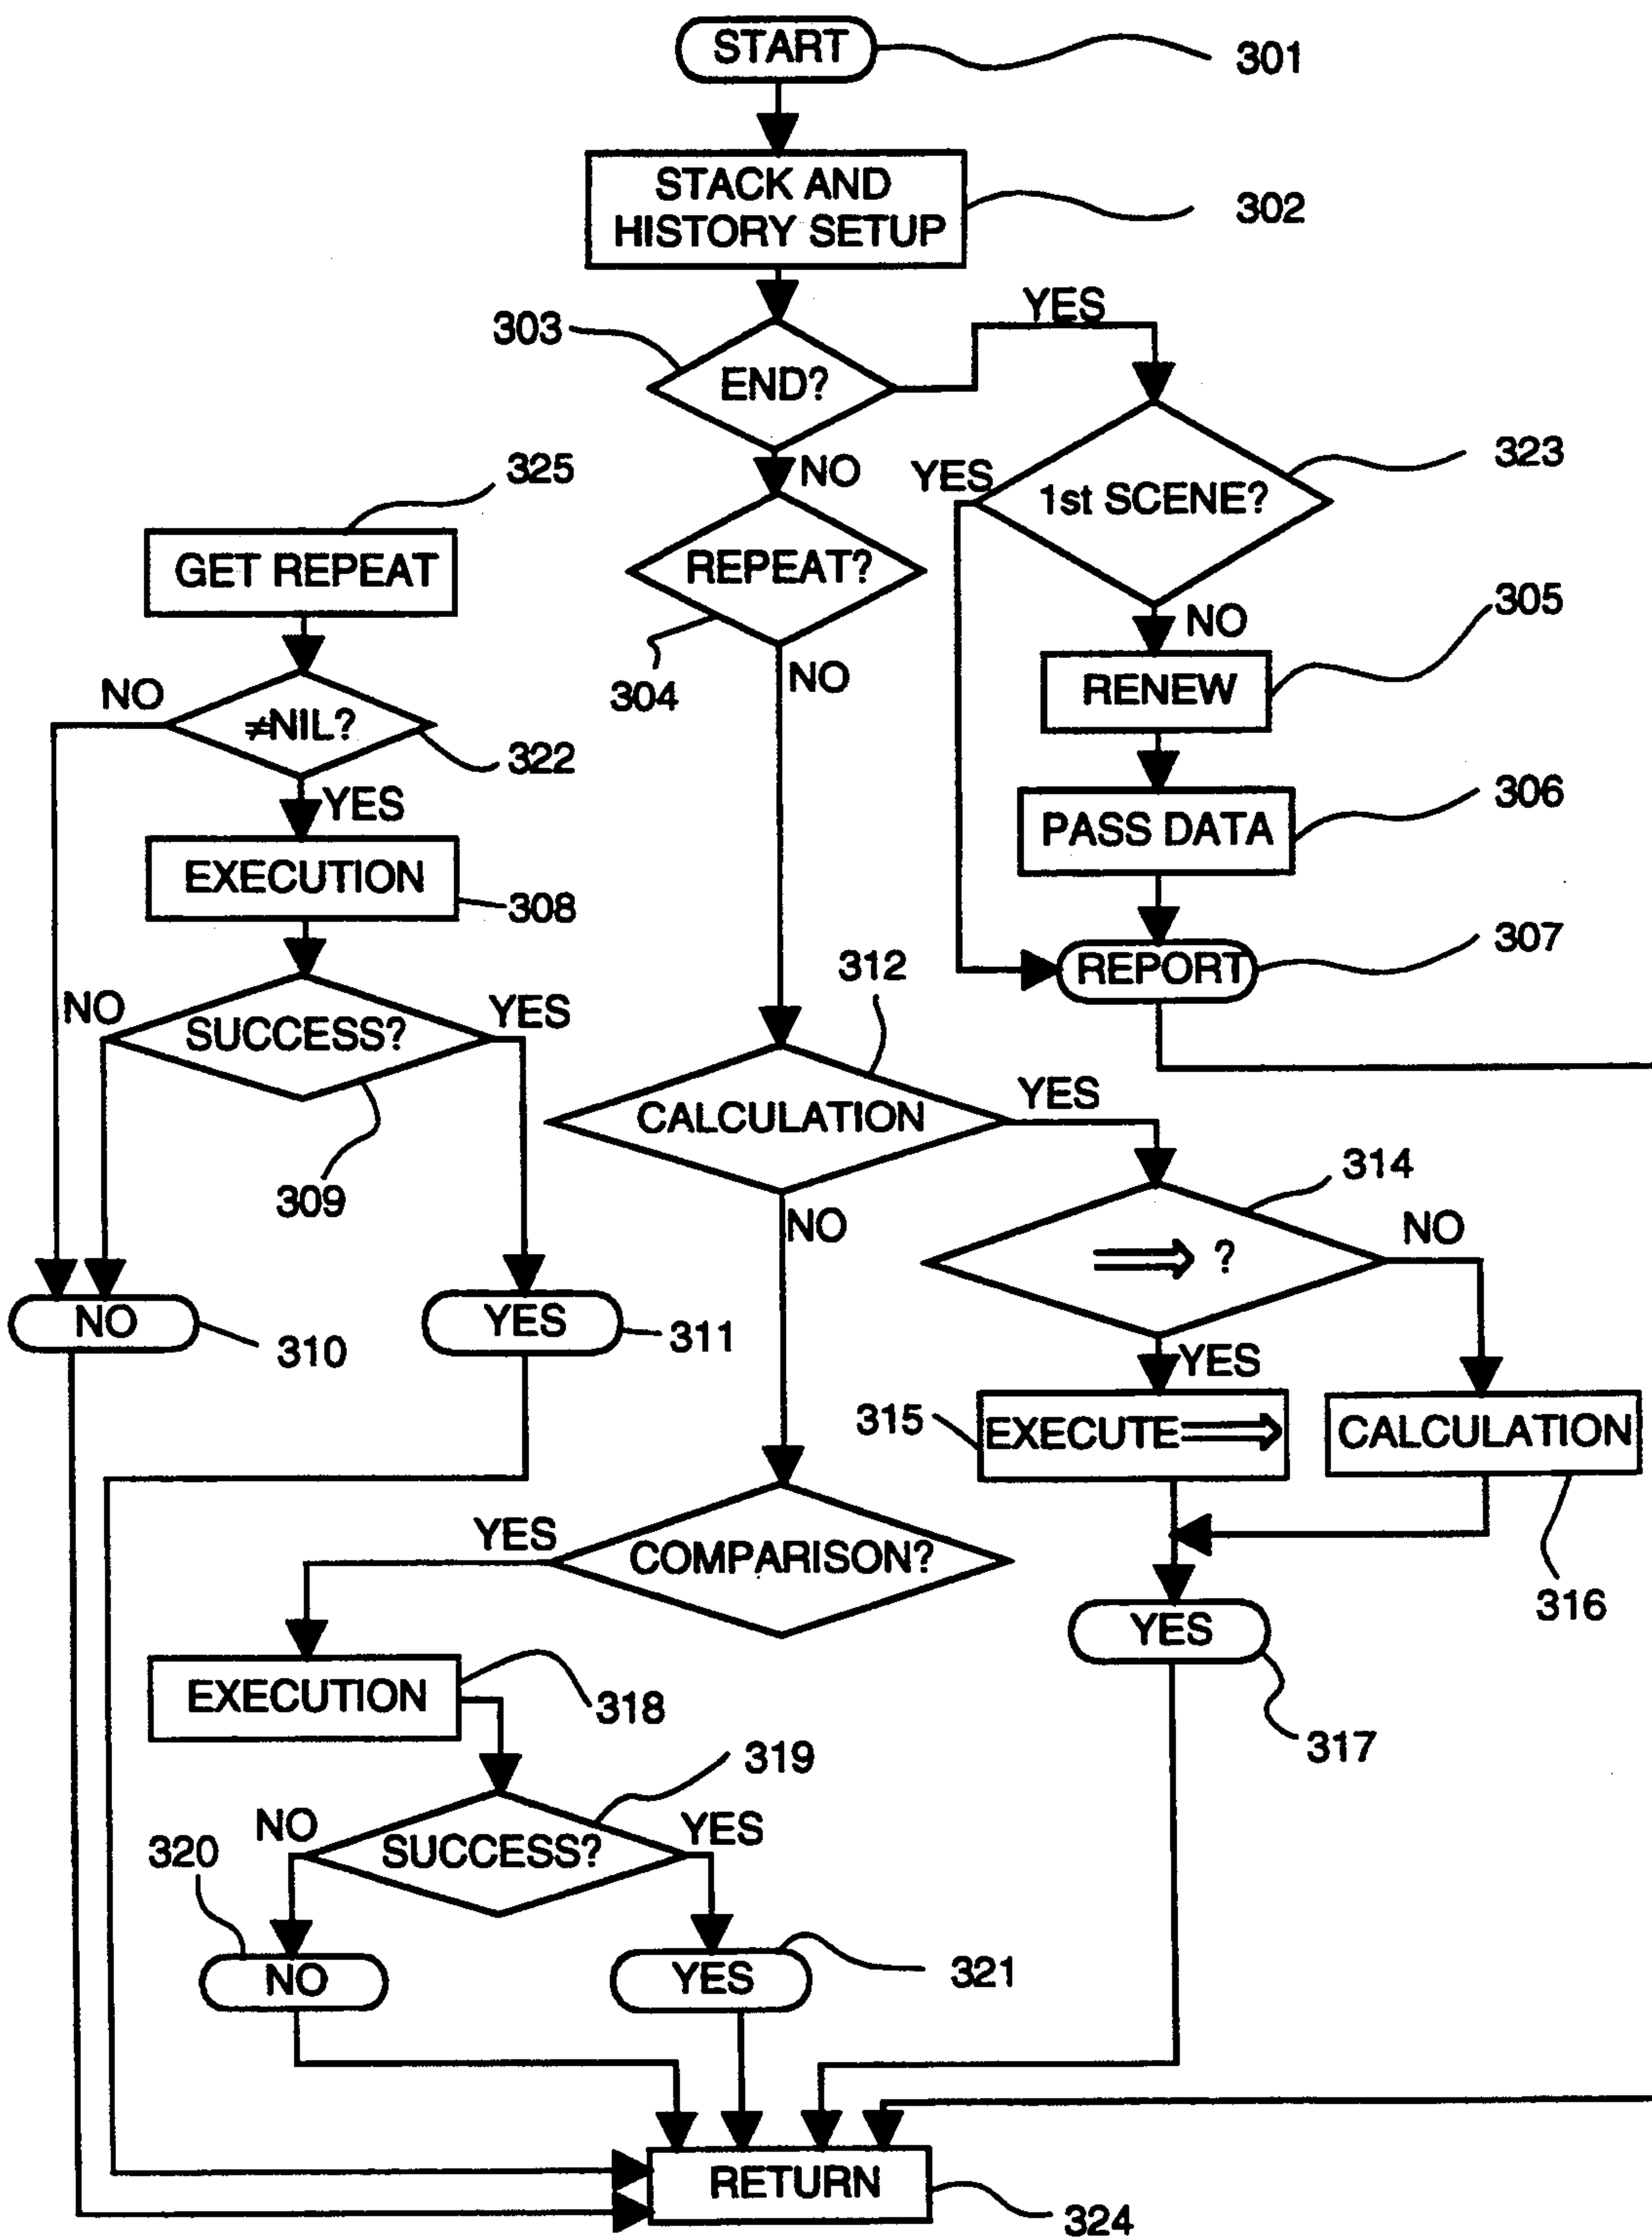 START
301
STACK AND
HISTORY SETUP
302
YES
303
END?
NO
YES
1st SCENE?
323
325
GET REPEAT
REPEAT?
304
NO
NO
305
RENEW
NO
≠NIL?
322
YES
PASS DATA
306
EXECUTION
308
REPORT
307
312
NO
SUCCESS?
YES
309
CALCULATION
YES
314
NO
⟹ ?
NO
NO
310
YES
311
YES
315
EXECUTE⟹
CALCULATION
316
YES
COMPARISON?
YES
317
EXECUTION
318
319
NO
SUCCESS?
YES
320
NO
YES
321
RETURN
324